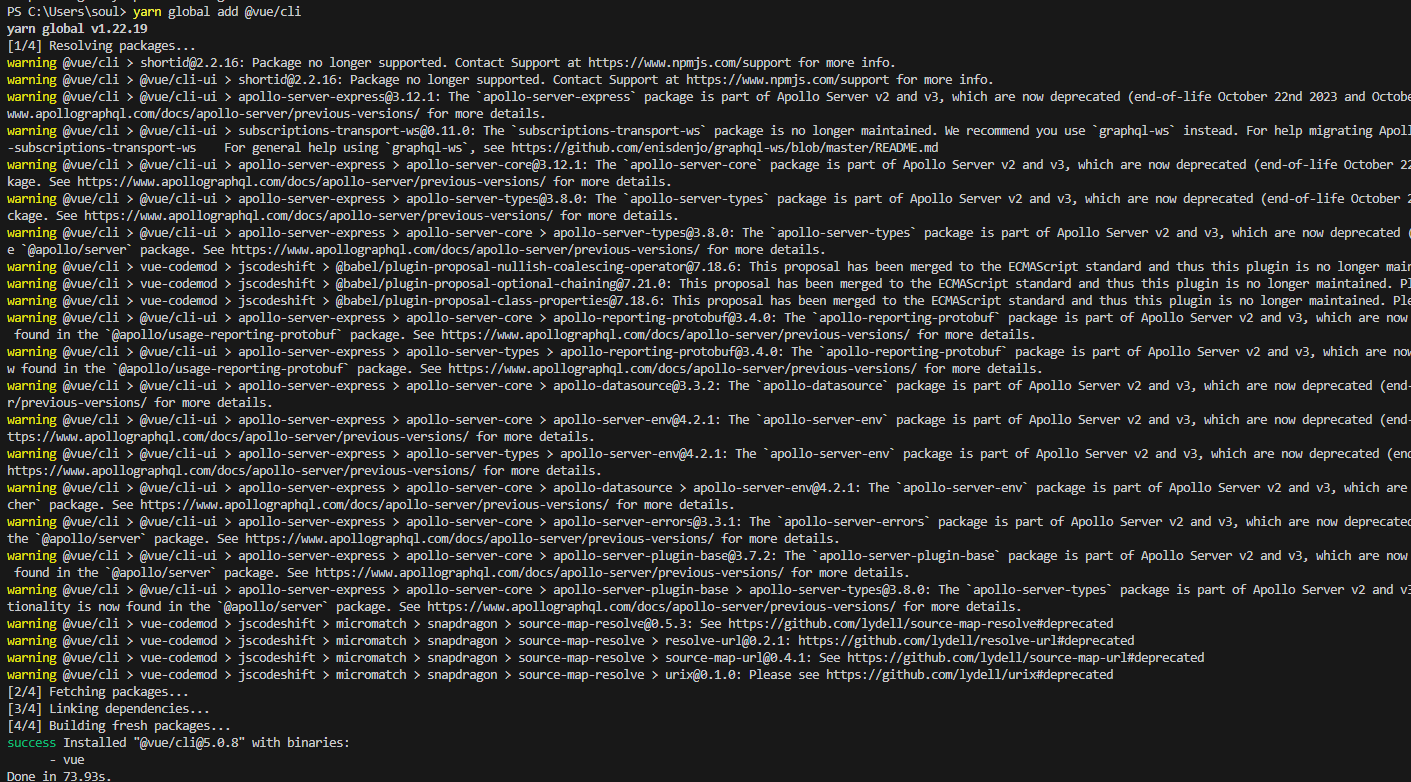 PS C:\Users\soul> yarn global add @vue/cli
yarn global v1.22.19
[1/4] Resolving packages...
warning @vue/cli > shortid@2.2.16: Package no longer supported. Contact Support at https://www.npmjs.com/support for more info.
warning @vue/cli > @vue/cli-ui > shortid@2.2.16: Package no longer supported. Contact Support at https://www.npmjs.com/support for more info.
warning @vue/cli > @vue/cli-ui > apollo-server-express@3.12.1: The `apollo-server-express` package is part of Apollo Server v2 and v3, which are now deprecated (end-of-life October 22nd 2023 and Octobe
www.apollographql.com/docs/apollo-server/previous-versions/ for more details.
warning @vue/cli > @vue/cli-ui > subscriptions-transport-ws@0.11.0: The `subscriptions-transport-ws` package is no longer maintained. We recommend you use `graphql-ws` instead. For help migrating Apol
-subscriptions-transport-ws    For general help using `graphql-ws`, see https://github.com/enisdenjo/graphql-ws/blob/master/README.md
warning @vue/cli > @vue/cli-ui > apollo-server-express > apollo-server-core@3.12.1: The `apollo-server-core` package is part of Apollo Server v2 and v3, which are now deprecated (end-of-life October 22
kage. See https://www.apollographql.com/docs/apollo-server/previous-versions/ for more details.
warning @vue/cli > @vue/cli-ui > apollo-server-express > apollo-server-types@3.8.0: The `apollo-server-types` package is part of Apollo Server v2 and v3, which are now deprecated (end-of-life October 2
ckage. See https://www.apollographql.com/docs/apollo-server/previous-versions/ for more details.
warning @vue/cli > @vue/cli-ui > apollo-server-express > apollo-server-core > apollo-server-types@3.8.0: The `apollo-server-types` package is part of Apollo Server v2 and v3, which are now deprecated (
e `@apollo/server` package. See https://www.apollographql.com/docs/apollo-server/previous-versions/ for more details.
warning @vue/cli > vue-codemod > jscodeshift > @babel/plugin-proposal-nullish-coalescing-operator@7.18.6: This proposal has been merged to the ECMAScript standard and thus this plugin is no longer main
warning @vue/cli > vue-codemod > jscodeshift > @babel/plugin-proposal-optional-chaining@7.21.0: This proposal has been merged to the ECMAScript standard and thus this plugin is no longer maintained. Pl
warning @vue/cli > vue-codemod > jscodeshift > @babel/plugin-proposal-class-properties@7.18.6: This proposal has been merged to the ECMAScript standard and thus this plugin is no longer maintained. Ple
warning @vue/cli > @vue/cli-ui > apollo-server-express > apollo-server-core > apollo-reporting-protobuf@3.4.0: The `apollo-reporting-protobuf` package is part of Apollo Server v2 and v3, which are now
 found in the `@apollo/usage-reporting-protobuf` package. See https://www.apollographql.com/docs/apollo-server/previous-versions/ for more details.
warning @vue/cli > @vue/cli-ui > apollo-server-express > apollo-server-types > apollo-reporting-protobuf@3.4.0: The `apollo-reporting-protobuf` package is part of Apollo Server v2 and v3, which are no
w found in the `@apollo/usage-reporting-protobuf` package. See https://www.apollographql.com/docs/apollo-server/previous-versions/ for more details.
warning @vue/cli > @vue/cli-ui > apollo-server-express > apollo-server-core > apollo-datasource@3.3.2: The `apollo-datasource` package is part of Apollo Server v2 and v3, which are now deprecated (end-
r/previous-versions/ for more details.
warning @vue/cli > @vue/cli-ui > apollo-server-express > apollo-server-core > apollo-server-env@4.2.1: The `apollo-server-env` package is part of Apollo Server v2 and v3, which are now deprecated (end-
ttps://www.apollographql.com/docs/apollo-server/previous-versions/ for more details.
warning @vue/cli > @vue/cli-ui > apollo-server-express > apollo-server-types > apollo-server-env@4.2.1: The `apollo-server-env` package is part of Apollo Server v2 and v3, which are now deprecated (end
https://www.apollographql.com/docs/apollo-server/previous-versions/ for more details.
warning @vue/cli > @vue/cli-ui > apollo-server-express > apollo-server-core > apollo-datasource > apollo-server-env@4.2.1: The `apollo-server-env` package is part of Apollo Server v2 and v3, which are
cher` package. See https://www.apollographql.com/docs/apollo-server/previous-versions/ for more details.
warning @vue/cli > @vue/cli-ui > apollo-server-express > apollo-server-core > apollo-server-errors@3.3.1: The `apollo-server-errors` package is part of Apollo Server v2 and v3, which are now deprecated
the `@apollo/server` package. See https://www.apollographql.com/docs/apollo-server/previous-versions/ for more details.
warning @vue/cli > @vue/cli-ui > apollo-server-express > apollo-server-core > apollo-server-plugin-base@3.7.2: The `apollo-server-plugin-base` package is part of Apollo Server v2 and v3, which are now
 found in the `@apollo/server` package. See https://www.apollographql.com/docs/apollo-server/previous-versions/ for more details.
warning @vue/cli > @vue/cli-ui > apollo-server-express > apollo-server-core > apollo-server-plugin-base > apollo-server-types@3.8.0: The `apollo-server-types` package is part of Apollo Server v2 and v3
tionality is now found in the `@apollo/server` package. See https://www.apollographql.com/docs/apollo-server/previous-versions/ for more details.
warning @vue/cli > vue-codemod > jscodeshift > micromatch > snapdragon > source-map-resolve@0.5.3: See https://github.com/lydell/source-map-resolve#deprecated
warning @vue/cli > vue-codemod > jscodeshift > micromatch > snapdragon > source-map-resolve > resolve-url@0.2.1: https://github.com/lydell/resolve-url#deprecated
warning @vue/cli > vue-codemod > jscodeshift > micromatch > snapdragon > source-map-resolve > source-map-url@0.4.1: See https://github.com/lydell/source-map-url#deprecated
warning @vue/cli > vue-codemod > jscodeshift > micromatch > snapdragon > source-map-resolve > urix@0.1.0: Please see https://github.com/lydell/urix#deprecated
[2/4] Fetching packages...
[3/4] Linking dependencies...
[4/4] Building fresh packages...
success Installed "@vue/cli@5.0.8" with binaries:
      - vue
Done in 73.93s.